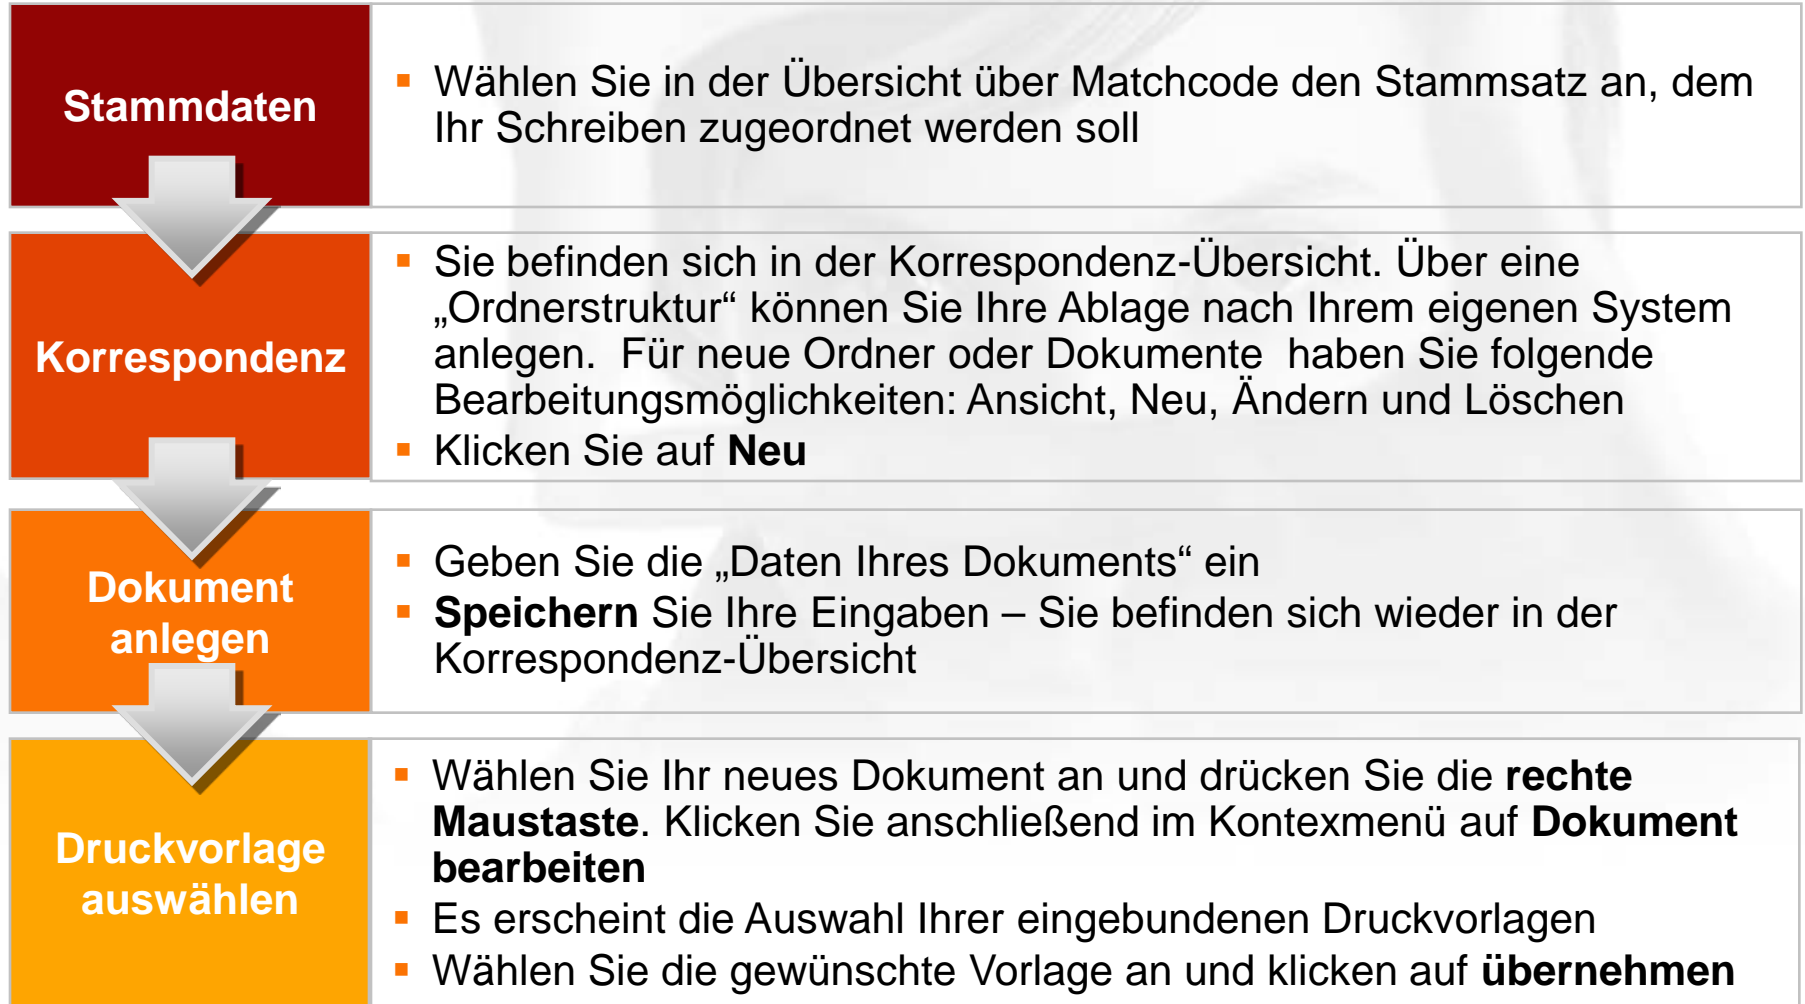 Stammdaten
Wählen Sie in der Übersicht über Matchcode den Stammsatz an, dem
Ihr Schreiben zugeordnet werden soll
Korrespondenz
Sie befinden sich in der Korrespondenz-Übersicht. Über eine
„Ordnerstruktur“ können Sie Ihre Ablage nach Ihrem eigenen System
anlegen.  Für neue Ordner oder Dokumente  haben Sie folgende
Bearbeitungsmöglichkeiten: Ansicht, Neu, Ändern und Löschen
Klicken Sie auf Neu
Dokument
anlegen
Geben Sie die „Daten Ihres Dokuments“ ein
Speichern Sie Ihre Eingaben – Sie befinden sich wieder in der
Korrespondenz-Übersicht
Druckvorlage
auswählen
Wählen Sie Ihr neues Dokument an und drücken Sie die rechte
Maustaste. Klicken Sie anschließend im Kontexmenü auf Dokument
bearbeiten
Es erscheint die Auswahl Ihrer eingebundenen Druckvorlagen
Wählen Sie die gewünschte Vorlage an und klicken auf übernehmen